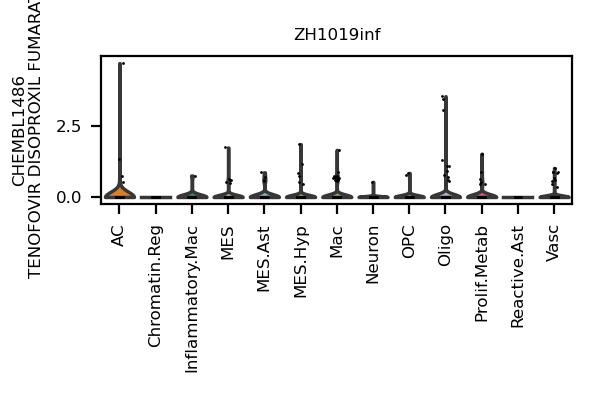 ZH1019inf
CHEMBL1486
TENOFOVIR DISOPROXIL
2.5
0.0
AC
Chromatin.Reg
Inflammatory.Mac
MES
MES.Ast
MES.Hyp
Mac
Neuron
OPC
Oligo
Prolif.Metab
Reactive.Ast
Vasc